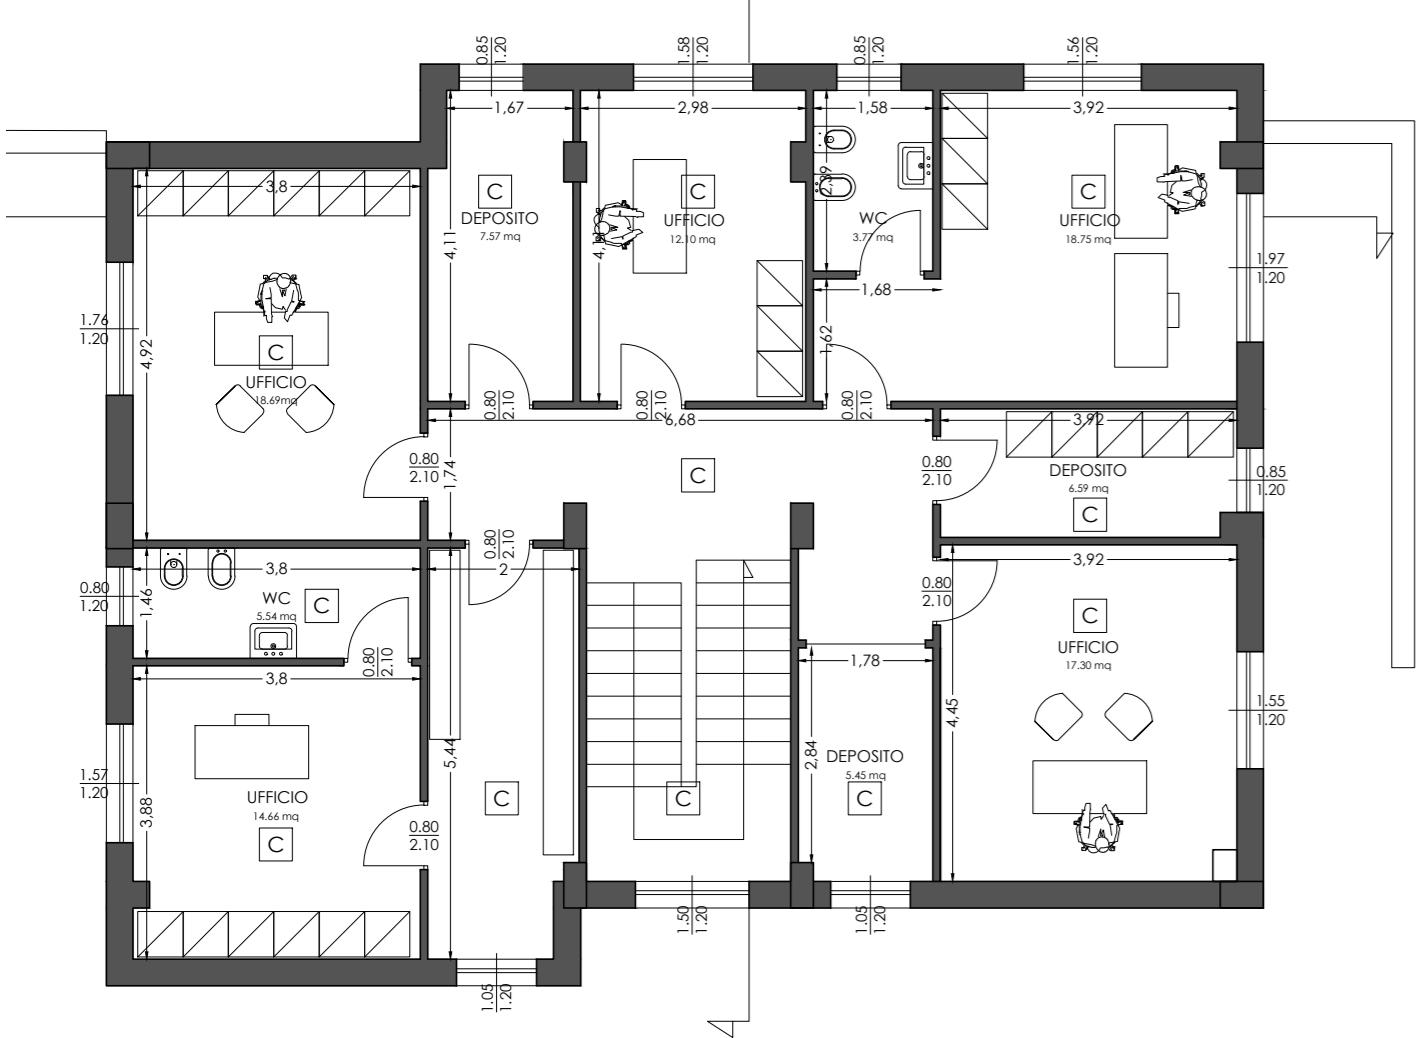 0.85
1.20
1.58
1.20
0.85
1.20
1.56
1.20
1,67
2,98
1,58
3,92
3,8
C
DEPOSITO
7.57 mq
4,11
C
UFFICIO
12.10 mq
WC
3.77 mq
C
UFFICIO
18.75 mq
1.97
1.20
1,68
1,62
1.76
1.20
4,92
C
UFFICIO
18.69mq
0.80
2.10
0.80
2.10
0.80
2.10
6,68
3,92
0.80
2.10
1,74
C
0.80
2.10
DEPOSITO
6.59 mq
C
0.85
1.20
0.80
2.10
0.80
1.20
1,46
3,8
WC
5.54 mq
C
2
3,92
0.80
2.10
C
UFFICIO
17.30 mq
0.80
2.10
3,8
1,78
1.57
1.20
3,88
UFFICIO
14.66 mq
C
0.80
2.10
5,44
C
C
2,84
DEPOSITO
5.45 mq
C
4,45
1.55
1.20
1.50
1.20
1.05
1.20
1.05
1.20